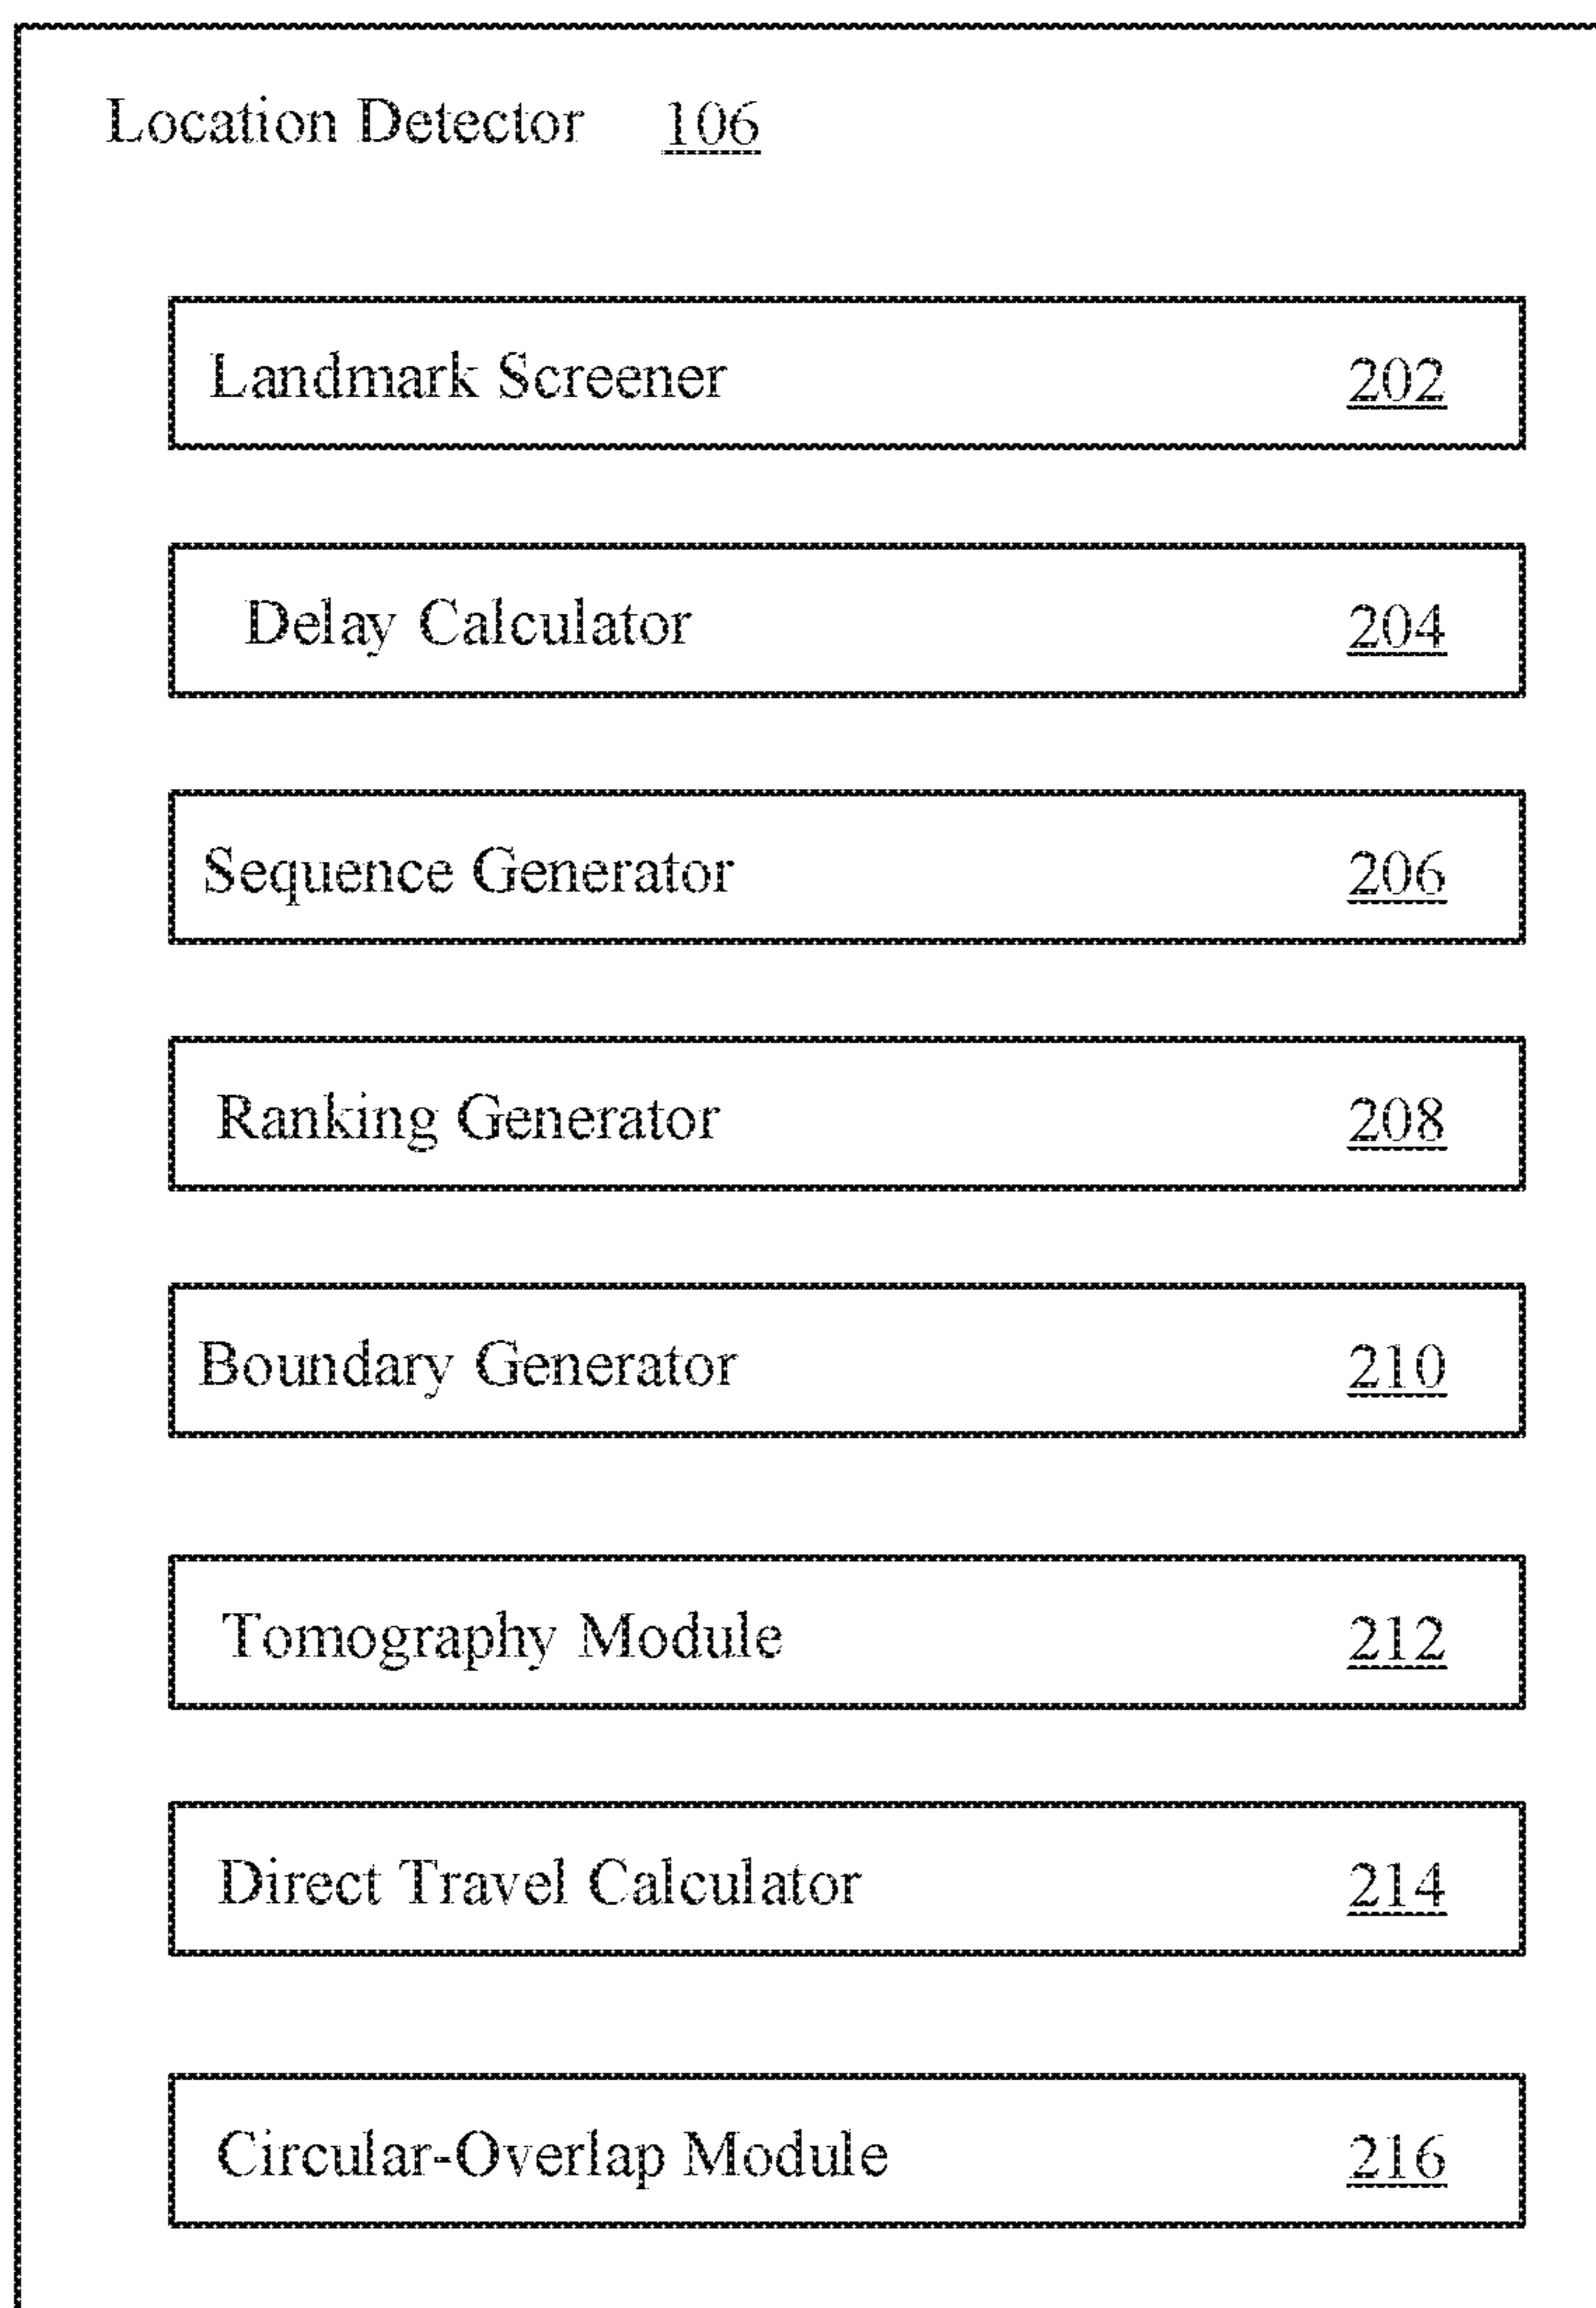 Location Detector 106
Landmark Screener 202
Delay Calculator 204
Sequence Generator 206
Ranking Generator 208
Boundary Generator 210
Tomography Module 212
Direct Travel Calculator 214
Circular-Overlap Module 216